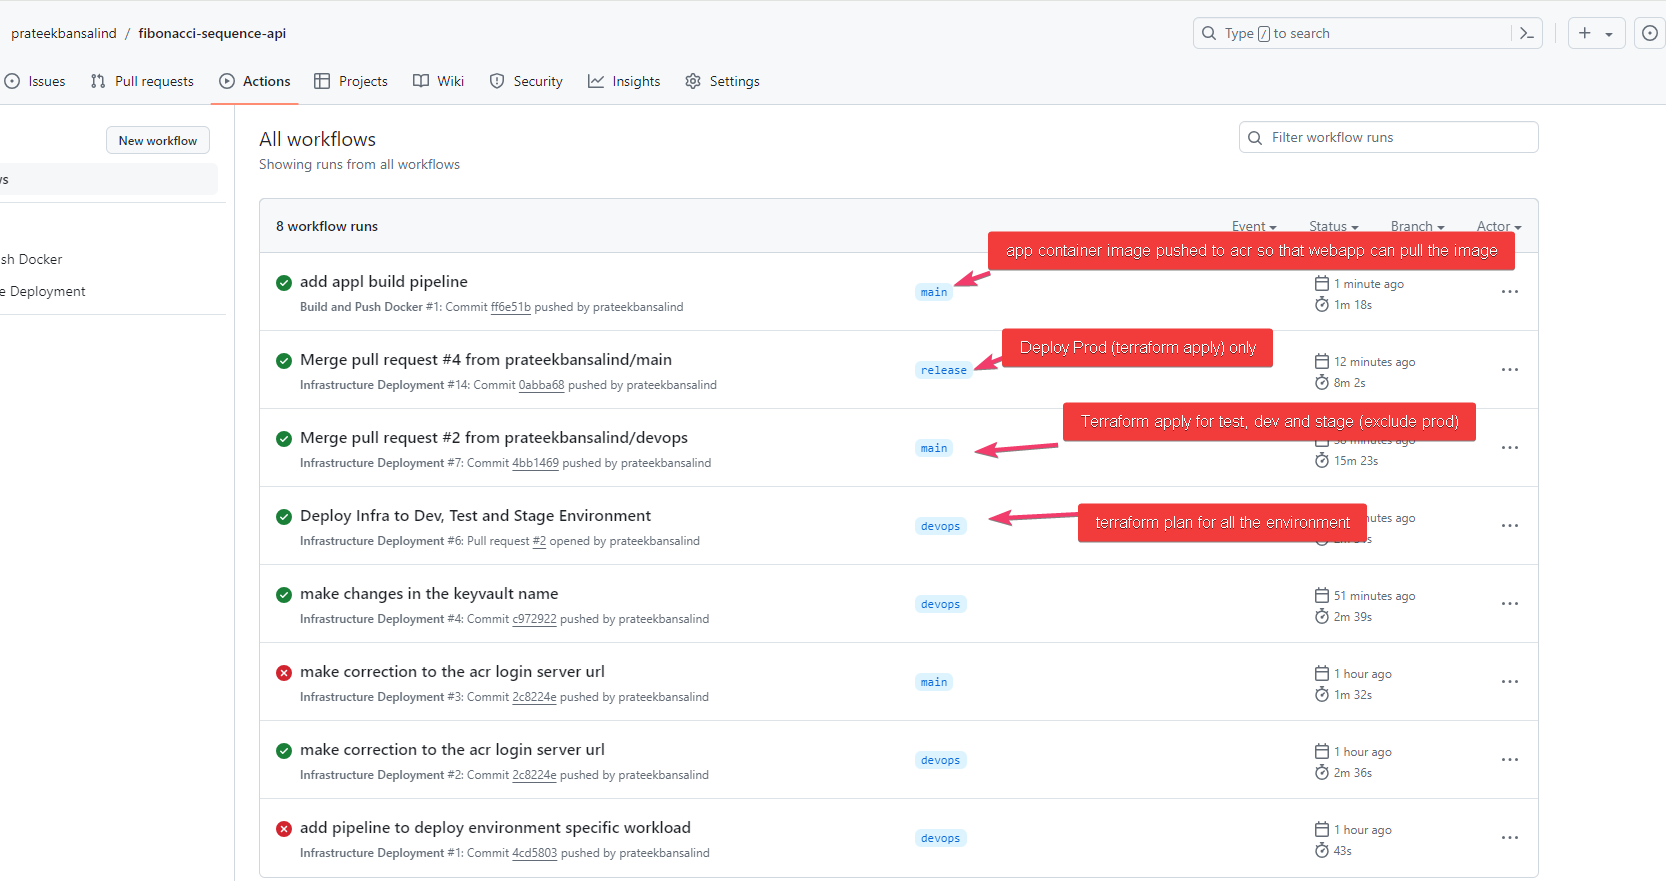 prateekbansalind / fibonacci-sequence-api
Type / to search
Issues Pull requests Actions Projects Wiki Security Insights Settings
New workflow
ws
sh Docker
e Deployment
All workflows
Showing runs from all workflows
Filter workflow runs
8 workflow runs
Event Status Branch Actor
app container image pushed to acr so that webapp can pull the image
add appl build pipeline
Build and Push Docker #1: Commit ff6e51b pushed by prateekbansalind
main
1 minute ago
1m 18s
Merge pull request #4 from prateekbansalind/main
Infrastructure Deployment #14: Commit 0abba68 pushed by prateekbansalind
release
Deploy Prod (terraform apply) only
12 minutes ago
8m 2s
Merge pull request #2 from prateekbansalind/devops
Infrastructure Deployment #7: Commit 4bb1469 pushed by prateekbansalind
main
Terraform apply for test, dev and stage (exclude prod)
minutes ago
15m 23s
Deploy Infra to Dev, Test and Stage Environment
Infrastructure Deployment #6: Pull request #2 opened by prateekbansalind
devops
terraform plan for all the environment
nutes ago
make changes in the keyvault name
Infrastructure Deployment #4: Commit c972922 pushed by prateekbansalind
devops
51 minutes ago
2m 39s
make correction to the acr login server url
Infrastructure Deployment #3: Commit 2c8224e pushed by prateekbansalind
main
1 hour ago
1m 32s
make correction to the acr login server url
Infrastructure Deployment #2: Commit 2c8224e pushed by prateekbansalind
devops
1 hour ago
2m 36s
add pipeline to deploy environment specific workload
Infrastructure Deployment #1: Commit 4cd5803 pushed by prateekbansalind
devops
1 hour ago
43s